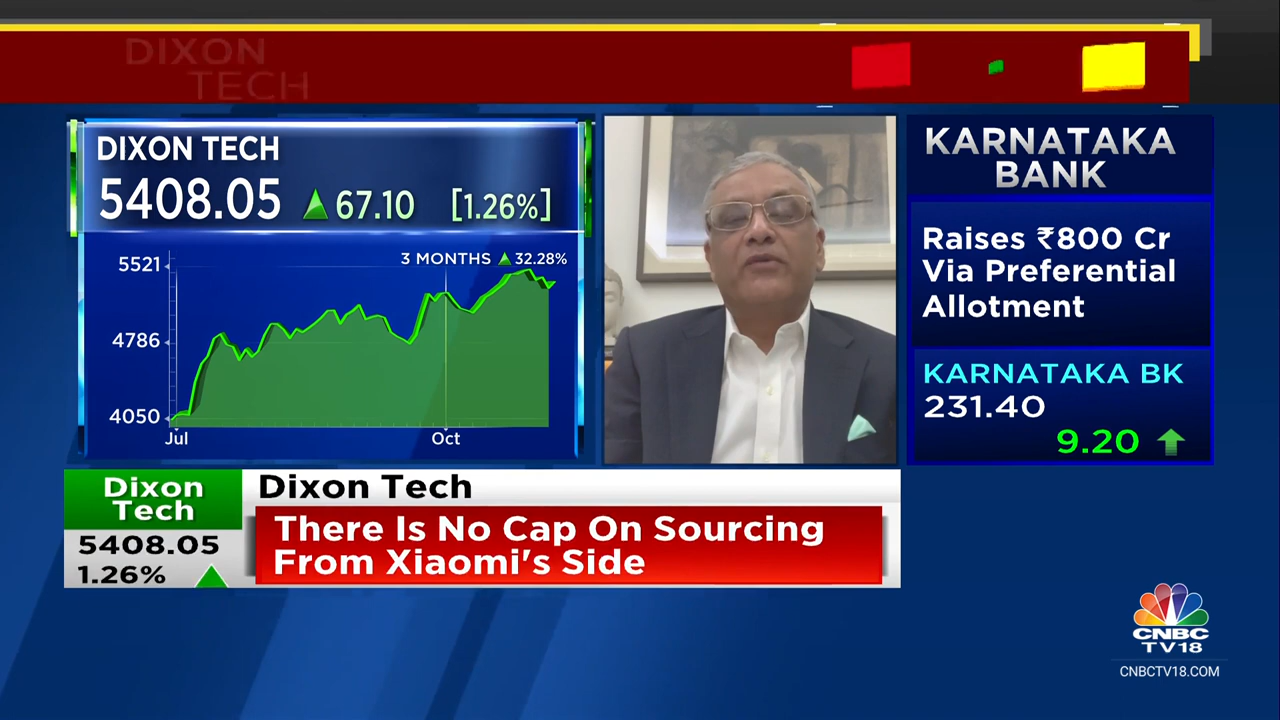 DIXON
TECH
DIXON TECH
5408.05 ▲ 67.10 [1.26%]
3 MONTHS ▲ 32.28%
5521
4786
4050
Jul Oct
KARNATAKA
BANK
Raises ₹800 Cr
Via Preferential
Allotment
KARNATAKA BK
231.40
9.20
Dixon
Tech
5408.05
1.26%
Dixon Tech
There Is No Cap On Sourcing
From Xiaomi's Side
CNBC
TV18
CNBCTV18.COM